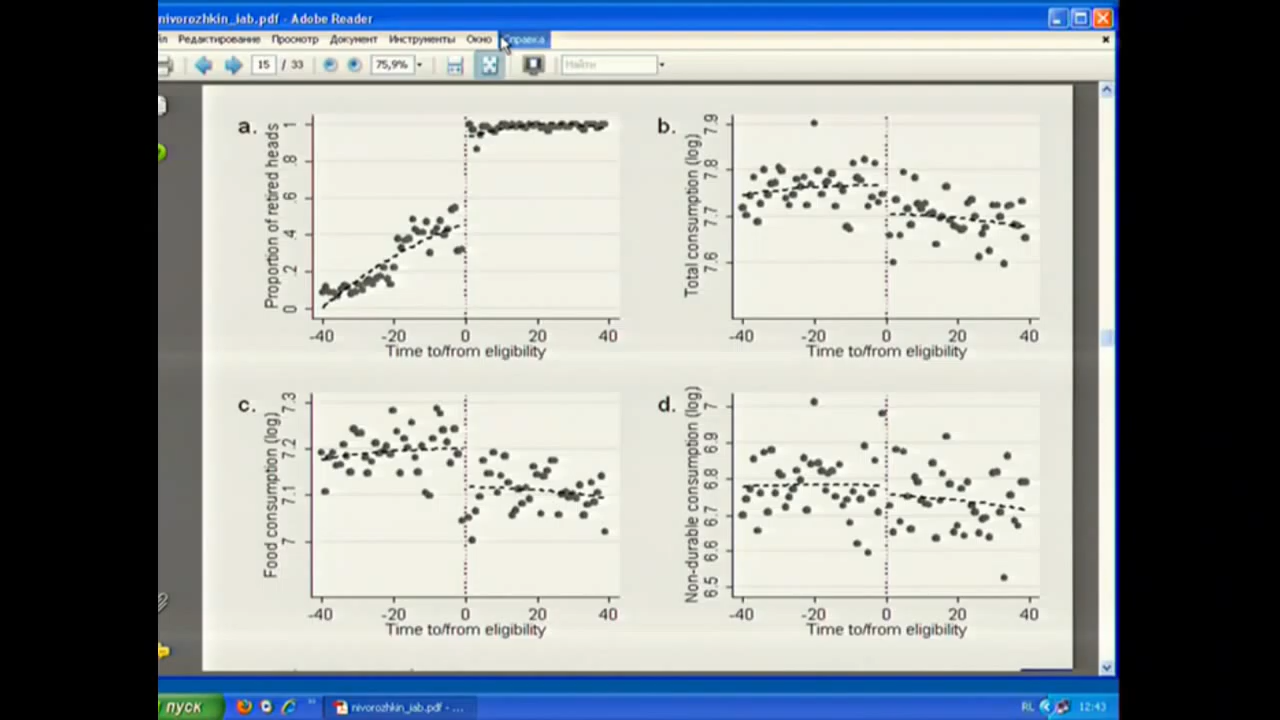 nivorozhkin_iab.pdf - Adobe Reader
Редактирование Просмотр Документ Инструменты Окно Справка
15 / 33 75,9% Найти
a. b.
Proportion of retired heads
1
.8
.6
.4
.2
0
-40 -20 0 20 40
Time to/from eligibility
Total consumption (log)
7.9
7.8
7.7
7.6
-40 -20 0 20 40
Time to/from eligibility
c. d.
Food consumption (log)
7.3
7.2
7.1
7
-40 -20 0 20 40
Time to/from eligibility
Non-durable consumption (log)
7
6.9
6.8
6.7
6.6
6.5
-40 -20 0 20 40
Time to/from eligibility
пуск nivorozhkin_iab.pdf - ... RL 12:43